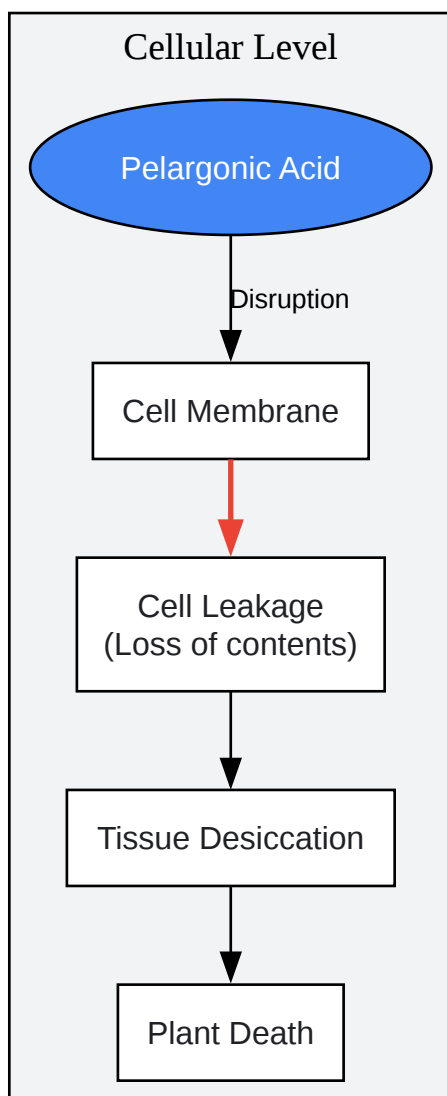 Cellular Level
Pelargonic Acid
Disruption
Cell Membrane
Cell Leakage
(Loss of contents)
Tissue Desiccation
Plant Death